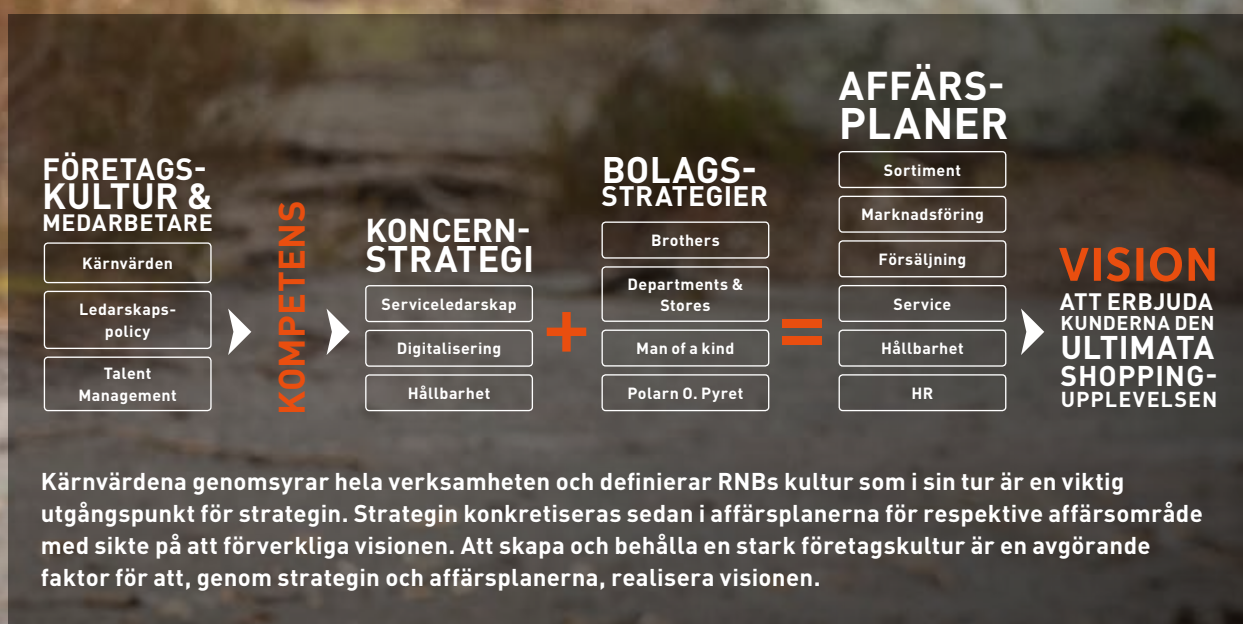 FÖRETAGS-
KULTUR &
MEDARBETARE
Kärnvärden
Ledarskaps-
policy
Talent
Management
KOMPETENS
KONCERN-
STRATEGI
Serviceledarskap
Digitalisering
Hållbarhet
+
BOLAGS-
STRATEGIER
Brothers
Departments &
Stores
Man of a kind
Polarn O. Pyret
=
AFFÄRS-
PLANER
Sortiment
Marknadsföring
Försäljning
Service
Hållbarhet
HR
VISION
ATT ERBJUDA
KUNDERNA DEN
ULTIMATA
SHOPPING-
UPPLEVELSEN
Kärnvärdena genomsyrar hela verksamheten och definierar RNBs kultur som i sin tur är en viktig
utgångspunkt för strategin. Strategin konkretiseras sedan i affärsplanerna för respektive affärsområde
med sikte på att förverkliga visionen. Att skapa och behålla en stark företagskultur är en avgörande
faktor för att, genom strategin och affärsplanerna, realisera visionen.